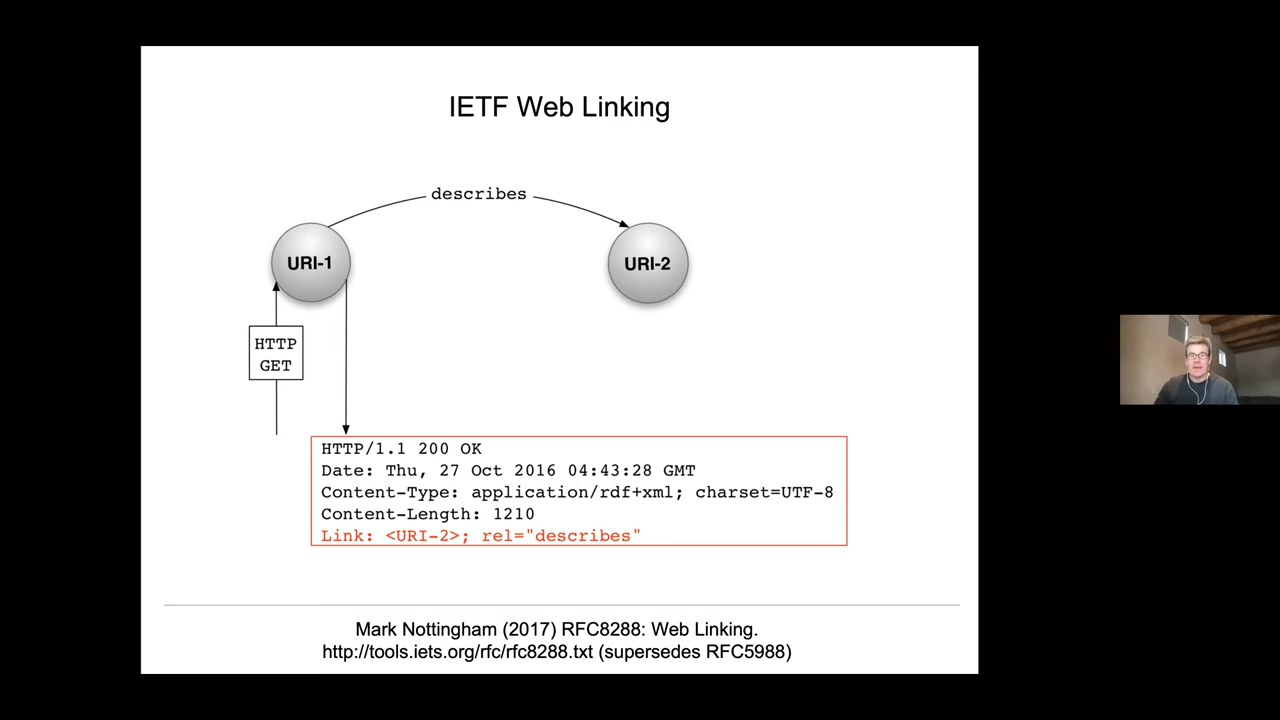 IETF Web Linking
describes
URI-1
URI-2
HTTP
GET
HTTP/1.1 200 OK
Date: Thu, 27 Oct 2016 04:43:28 GMT
Content-Type: application/rdf+xml; charset=UTF-8
Content-Length: 1210
Link: <URI-2>; rel="describes"
Mark Nottingham (2017) RFC8288: Web Linking.
http://tools.iets.org/rfc/rfc8288.txt (supersedes RFC5988)